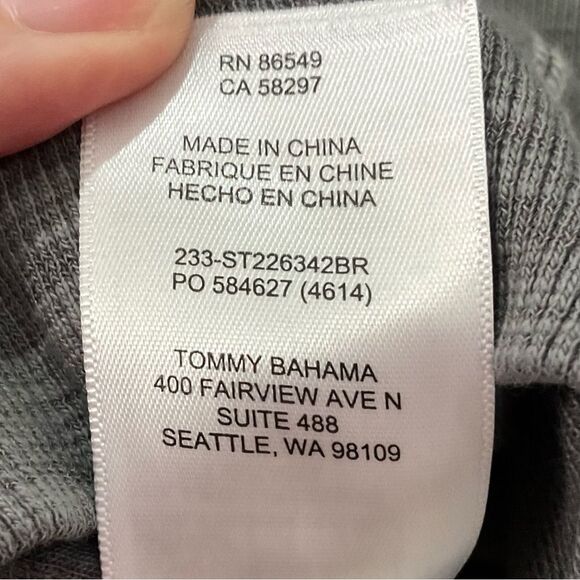 RN 86549
CA 58297
MADE IN CHINA
FABRIQUE EN CHINE
HECHO EN CHINA
233-ST226342BR
PO 584627 (4614)
TOMMY BAHAMA
400 FAIRVIEW AVE N
SUITE 488
SEATTLE, WA 98109